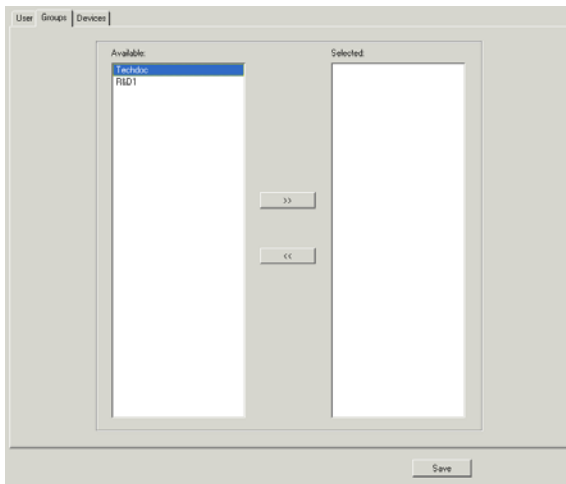 User Groups Devices
Available: Selected:
Techdoc
R&D1
>>
<<
Save